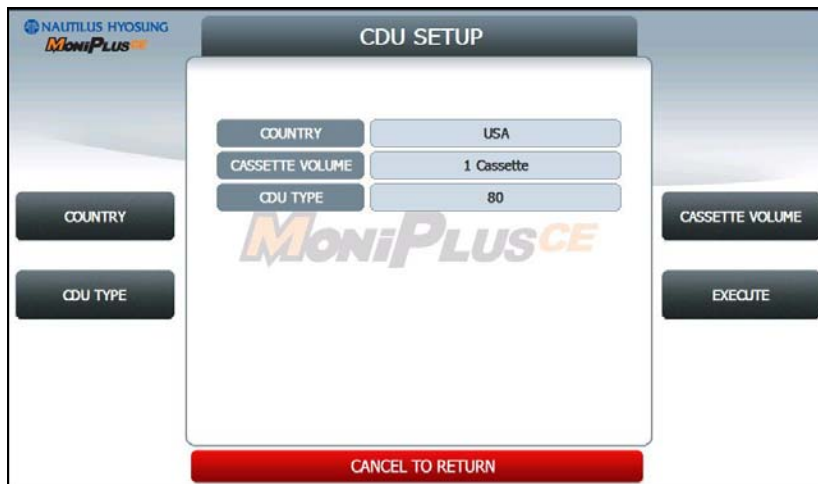 NAUTILUS HYOSUNG
MoniPlusCE
CDU SETUP
COUNTRY USA
CASSETTE VOLUME 1 Cassette
CDU TYPE 80
MoniPlusCE
COUNTRY
CASSETTE VOLUME
CDU TYPE
EXECUTE
CANCEL TO RETURN